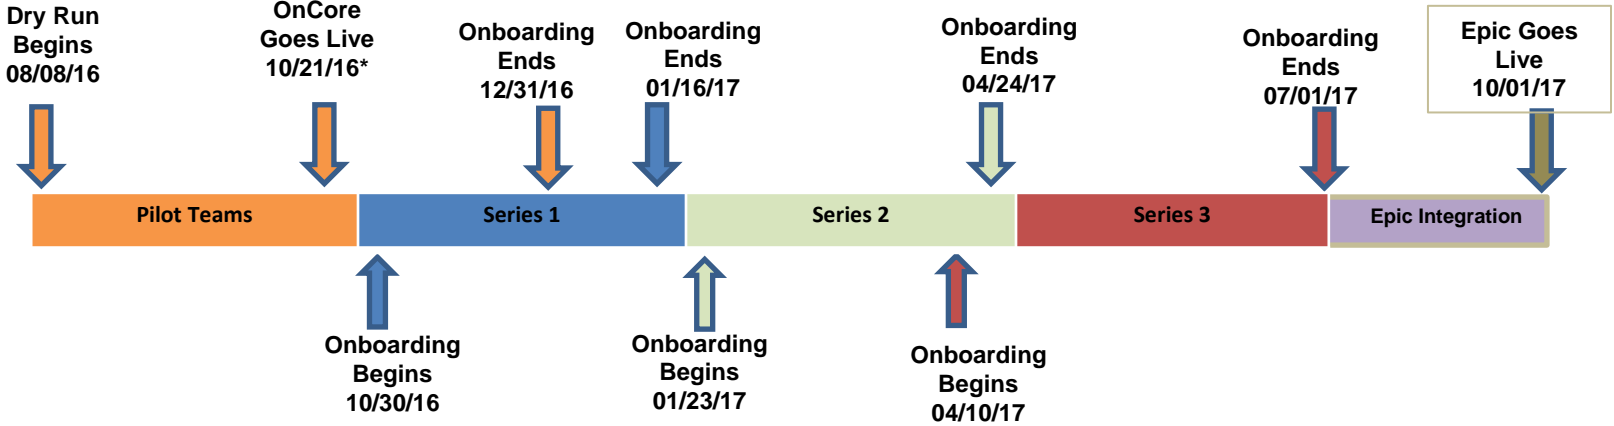 Dry Run
Begins
08/08/16
OnCore
Goes Live
10/21/16*
Onboarding
Ends
12/31/16
Onboarding
Ends
01/16/17
Onboarding
Ends
04/24/17
Onboarding
Ends
07/01/17
Epic Goes
Live
10/01/17
Pilot Teams
Series 1
Series 2
Series 3
Epic Integration
Onboarding
Begins
10/30/16
Onboarding
Begins
01/23/17
Onboarding
Begins
04/10/17